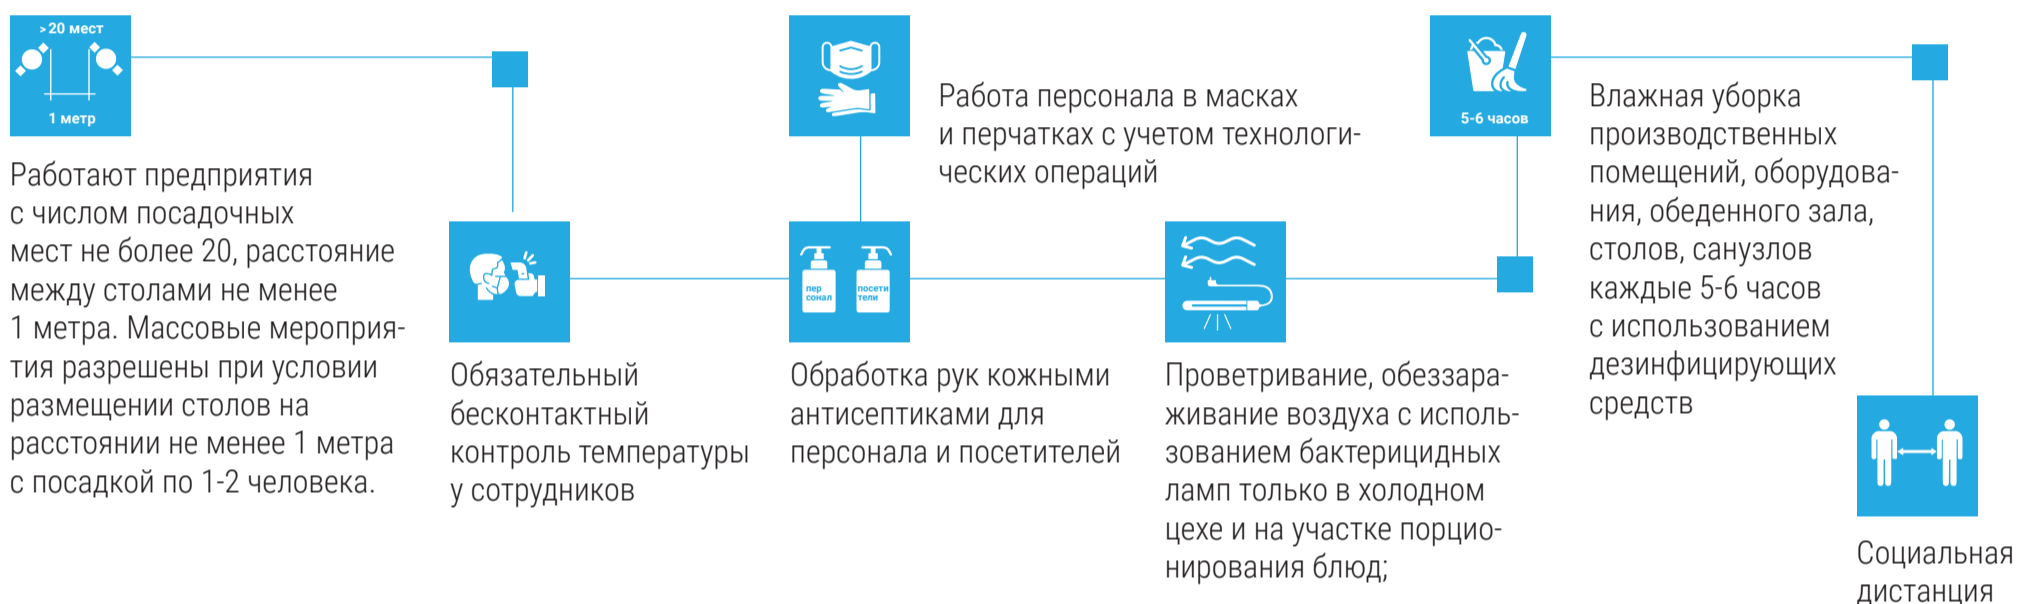 > 20 мест
1 метр
Работают предприятия
с числом посадочных
мест не более 20, расстояние
между столами не менее
1 метра. Массовые мероприя-
тия разрешены при условии
размещении столов на
расстоянии не менее 1 метра
с посадкой по 1-2 человека.
Обязательный
бесконтактный
контроль температуры
у сотрудников
Работа персонала в масках
и перчатках с учетом технологи-
ческих операций
пер
сонал
посети
тели
Обработка рук кожными
антисептиками для
персонала и посетителей
Проветривание, обеззара-
живание воздуха с исполь-
зованием бактерицидных
ламп только в холодном
цехе и на участке порцио-
нирования блюд;
5-6 часов
Влажная уборка
производственных
помещений, оборудова-
ния, обеденного зала,
столов, санузлов
каждые 5-6 часов
с использованием
дезинфицирующих
средств
Социальная
дистанция